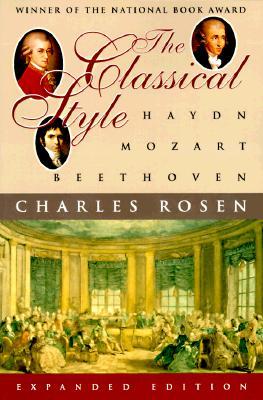 WINNER OF THE NATIONAL BOOK AWARD
The
Classical
Style
HAYDN
MOZART
BEETHOVEN
CHARLES ROSEN
EXPANDED EDITION